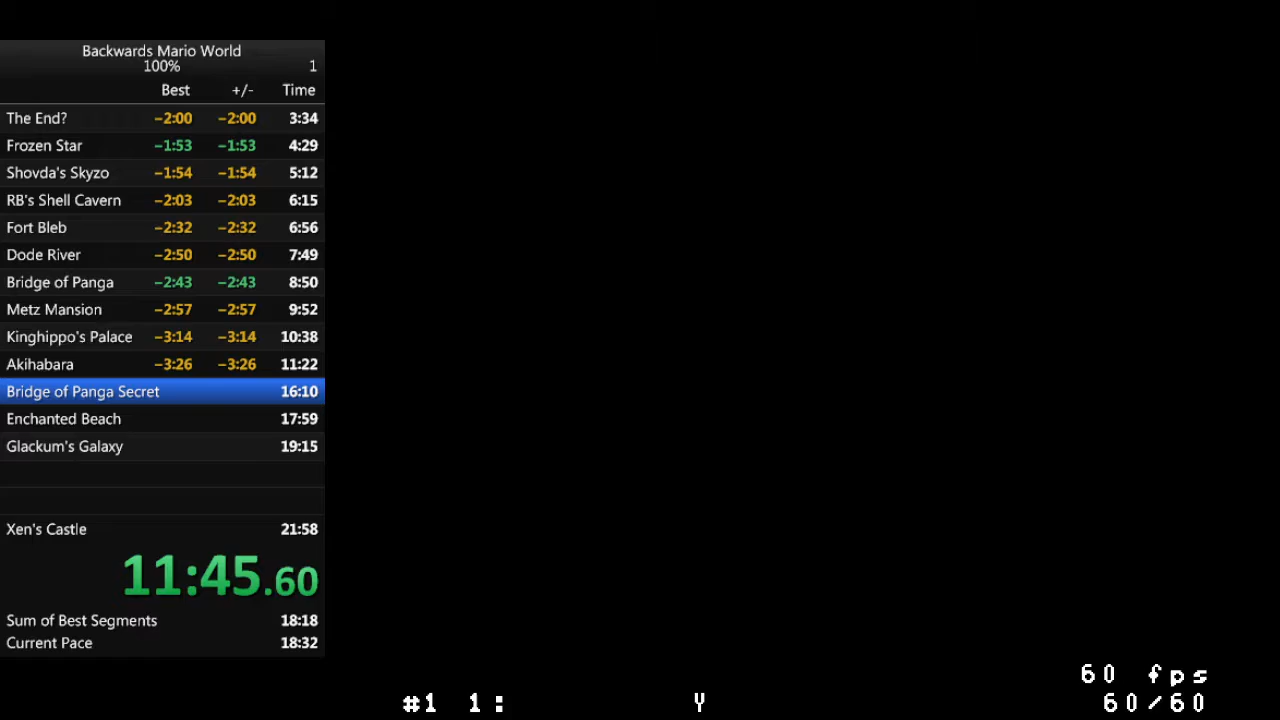 Backwards Mario World
100% 1
Best +/- Time
The End? −2:00 −2:00 3:34
Frozen Star −1:53 −1:53 4:29
Shovda's Skyzo −1:54 −1:54 5:12
RB's Shell Cavern −2:03 −2:03 6:15
Fort Bleb −2:32 −2:32 6:56
Dode River −2:50 −2:50 7:49
Bridge of Panga −2:43 −2:43 8:50
Metz Mansion −2:57 −2:57 9:52
Kinghippo's Palace −3:14 −3:14 10:38
Akihabara −3:26 −3:26 11:22
Bridge of Panga Secret 16:10
Enchanted Beach 17:59
Glackum's Galaxy 19:15
Xen's Castle 21:58
11:45.60
Sum of Best Segments 18:18
Current Pace 18:32
60 fps
#1 1: Y 60/60